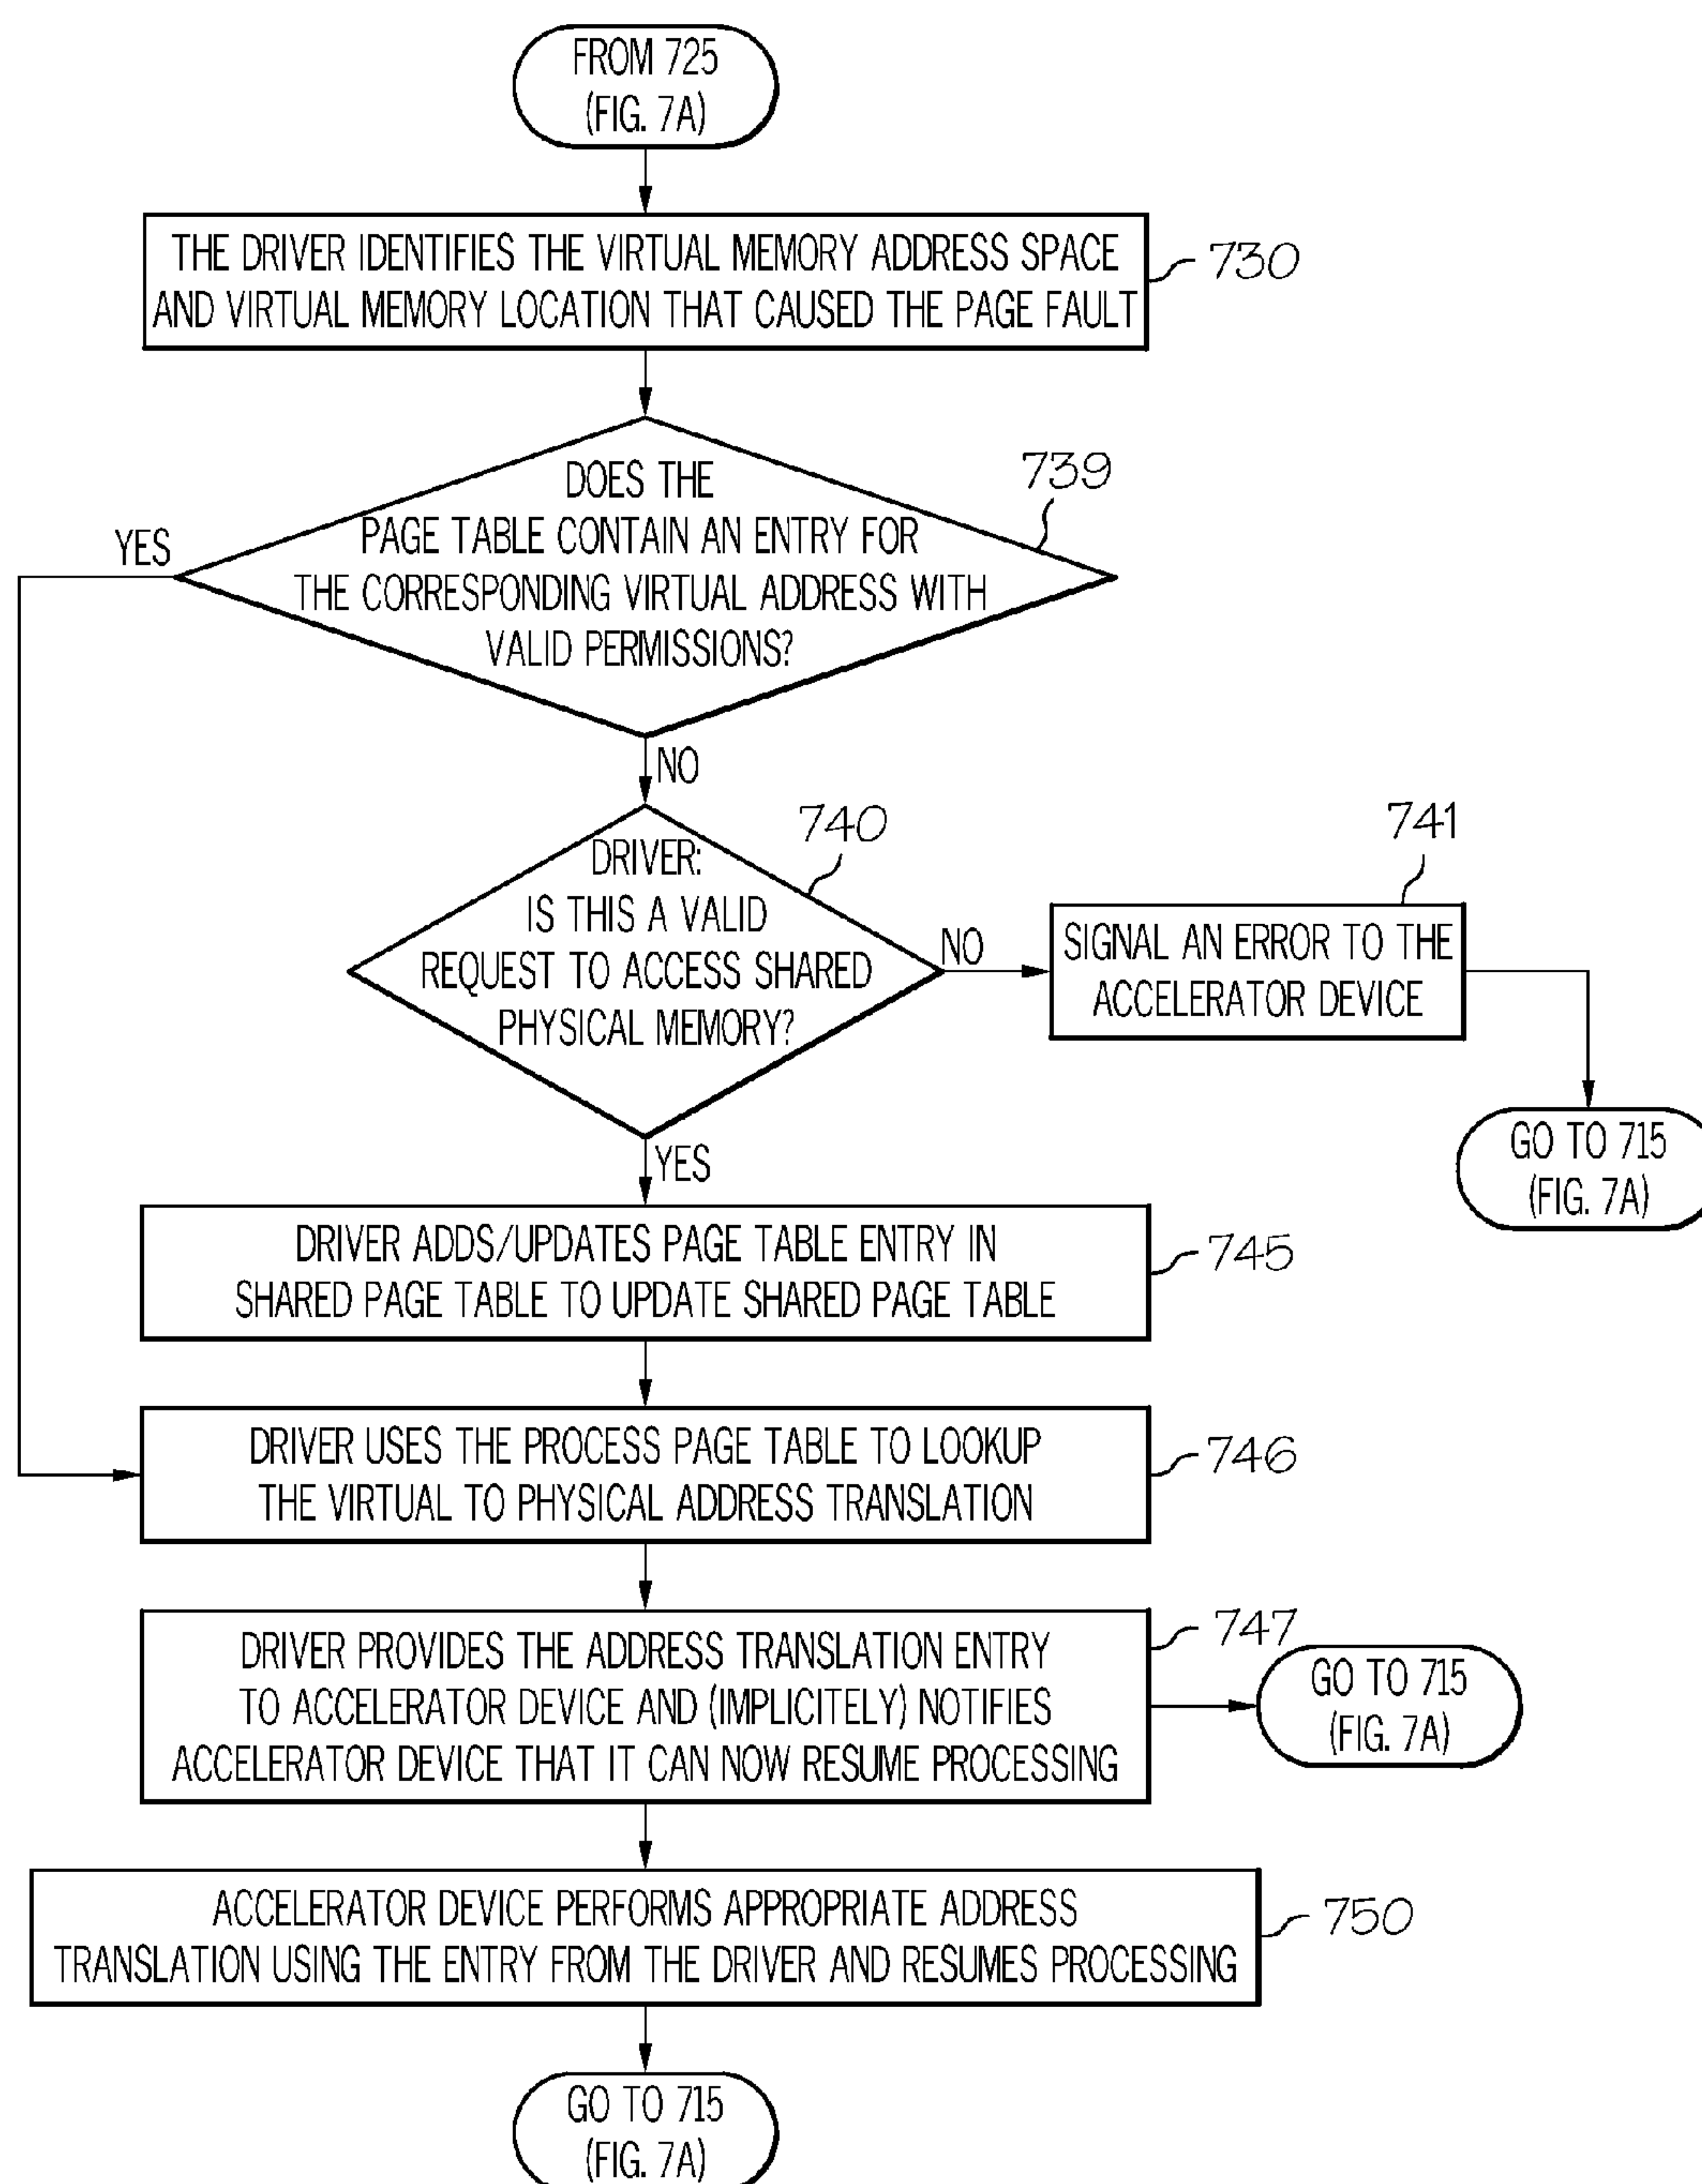 FROM 725
(FIG. 7A)
THE DRIVER IDENTIFIES THE VIRTUAL MEMORY ADDRESS SPACE
AND VIRTUAL MEMORY LOCATION THAT CAUSED THE PAGE FAULT
730
DOES THE
PAGE TABLE CONTAIN AN ENTRY FOR
THE CORRESPONDING VIRTUAL ADDRESS WITH
VALID PERMISSIONS?
739
YES
NO
DRIVER:
IS THIS A VALID
REQUEST TO ACCESS SHARED
PHYSICAL MEMORY?
740
NO
741
SIGNAL AN ERROR TO THE
ACCELERATOR DEVICE
GO TO 715
(FIG. 7A)
YES
DRIVER ADDS/UPDATES PAGE TABLE ENTRY IN
SHARED PAGE TABLE TO UPDATE SHARED PAGE TABLE
745
DRIVER USES THE PROCESS PAGE TABLE TO LOOKUP
THE VIRTUAL TO PHYSICAL ADDRESS TRANSLATION
746
DRIVER PROVIDES THE ADDRESS TRANSLATION ENTRY
TO ACCELERATOR DEVICE AND (IMPLICITELY) NOTIFIES
ACCELERATOR DEVICE THAT IT CAN NOW RESUME PROCESSING
747
GO TO 715
(FIG. 7A)
ACCELERATOR DEVICE PERFORMS APPROPRIATE ADDRESS
TRANSLATION USING THE ENTRY FROM THE DRIVER AND RESUMES PROCESSING
750
GO TO 715
(FIG. 7A)